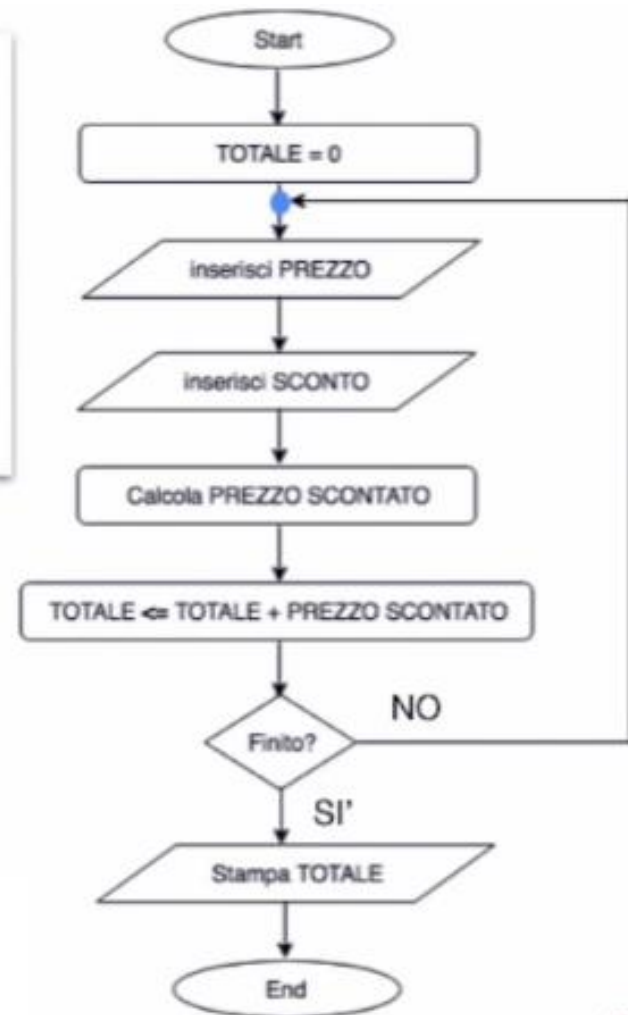 Start
TOTALE = 0
inserisci PREZZO
inserisci SCONTO
Calcola PREZZO SCONTATO
TOTALE <= TOTALE + PREZZO SCONTATO
Finito?
NO
SI'
Stampa TOTALE
End